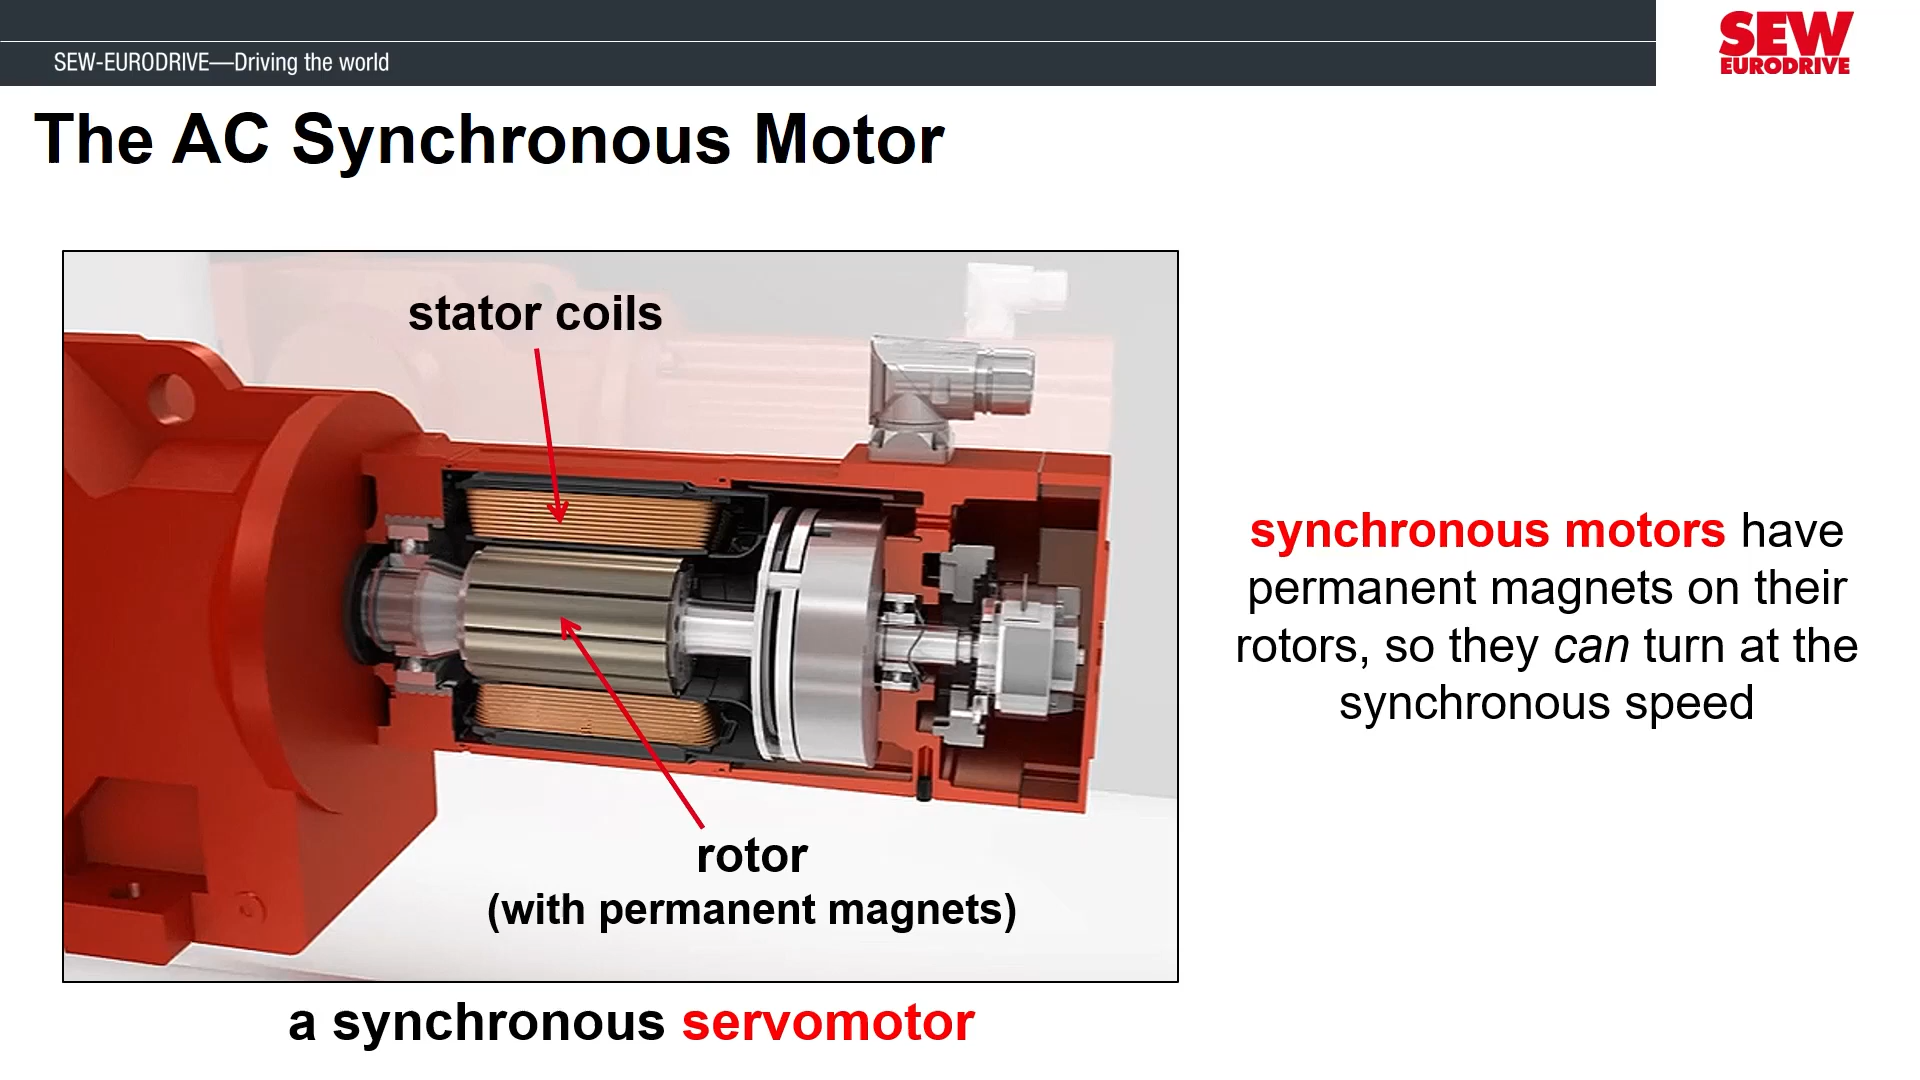 SEW-EURODRIVE—Driving the world
SEW
EURODRIVE
The AC Synchronous Motor
stator coils
synchronous motors have
permanent magnets on their
rotors, so they can turn at the
synchronous speed
rotor
(with permanent magnets)
a synchronous servomotor